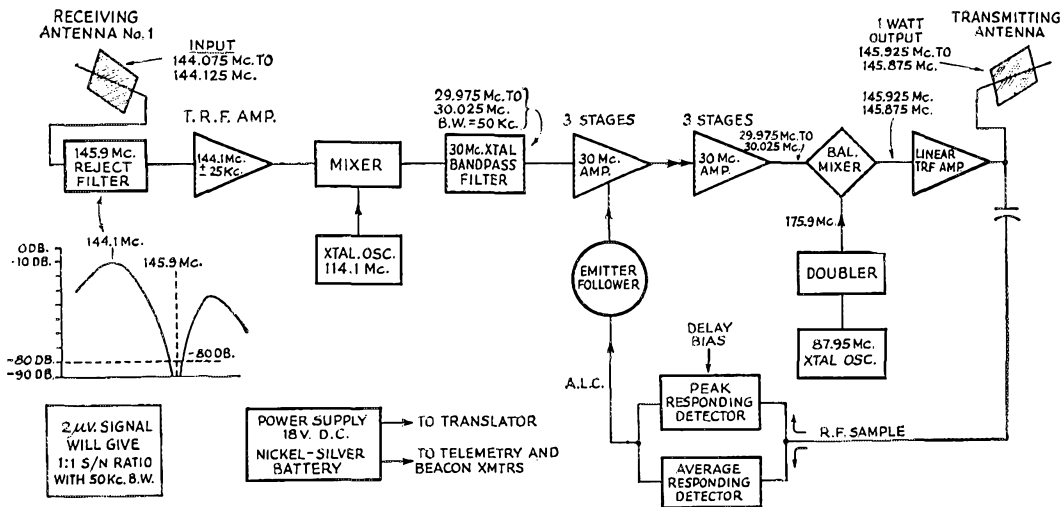 RECEIVING
ANTENNA No. 1
INPUT
144.075 Mc. TO
144.125 Mc.
145.9 Mc.
REJECT
FILTER
T.R.F. AMP.
144.1 Mc.
± 25 Kc.
MIXER
XTAL. OSC.
114.1 Mc.
29.975 Mc. TO
30.025 Mc.
B.W. = 50 Kc.
30 Mc. XTAL
BANDPASS
FILTER
3 STAGES
30 Mc.
AMP.
3 STAGES
30 Mc.
AMP.
29.975 Mc. TO
30.025 Mc.
BAL.
MIXER
145.925 Mc.
145.875 Mc.
LINEAR
TRF AMP.
1 WATT
OUTPUT
145.925 Mc. TO
145.875 Mc.
TRANSMITTING
ANTENNA
175.9 Mc.
DOUBLER
87.95 Mc.
XTAL OSC.
EMITTER
FOLLOWER
A.L.C.
DELAY
BIAS
PEAK
RESPONDING
DETECTOR
R.F. SAMPLE
AVERAGE
RESPONDING
DETECTOR
144.1 Mc.
145.9 Mc.
0 DB.
-10 DB.
-80 DB.
-80 DB.
-90 DB.
2 µV. SIGNAL
WILL GIVE
1:1 S/N RATIO
WITH 50 Kc. B.W.
POWER SUPPLY
18 V. D.C.
NICKEL-SILVER
BATTERY
TO TRANSLATOR
TO TELEMETRY AND
BEACON XMTRS